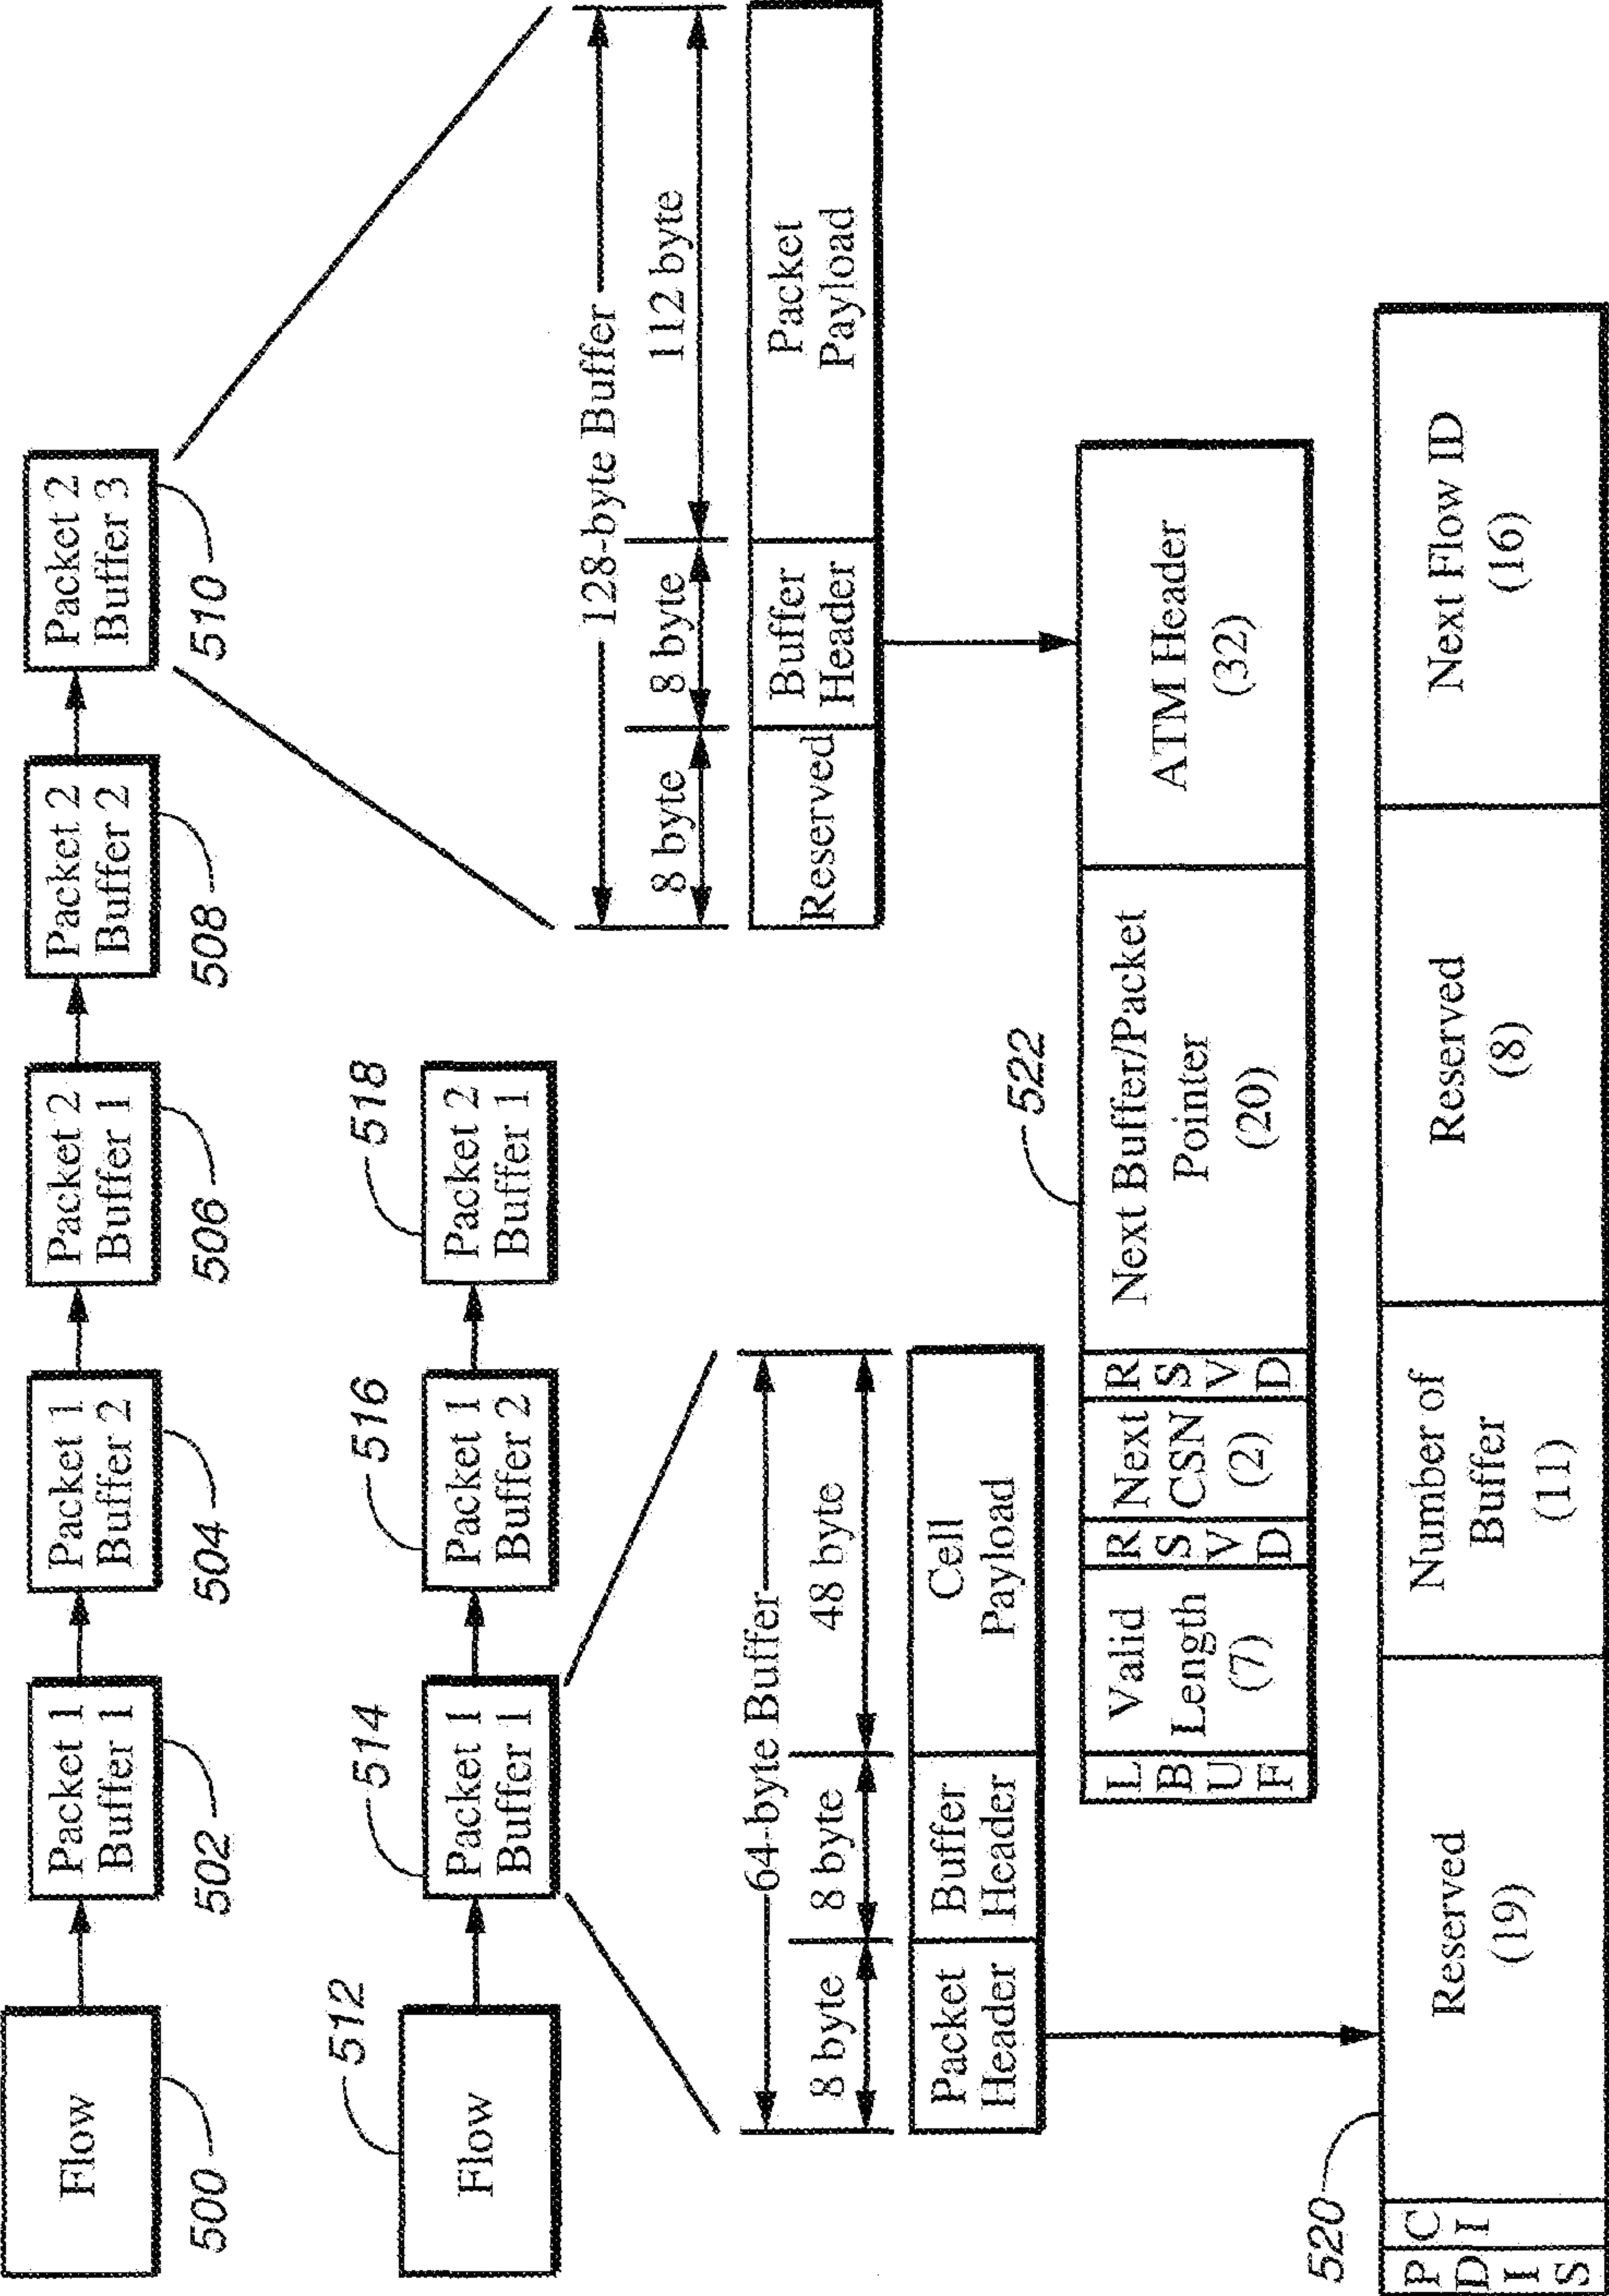 Flow
500
Packet 1
Buffer 1
502
Packet 1
Buffer 2
504
Packet 2
Buffer 1
506
Packet 2
Buffer 2
508
Packet 2
Buffer 3
510
Flow
512
Packet 1
Buffer 1
514
Packet 1
Buffer 2
516
Packet 2
Buffer 1
518
128-byte Buffer
8 byte
8 byte
112 byte
Reserved
Buffer
Header
Packet
Payload
64-byte Buffer
8 byte
8 byte
48 byte
Packet
Header
Buffer
Header
Cell
Payload
522
L
B
U
F
Valid
Length
(7)
R
S
V
D
Next
CSN
(2)
R
S
V
D
Next Buffer/Packet
Pointer
(20)
ATM Header
(32)
520
P
D
I
S
C
I
Reserved
(19)
Number of
Buffer
(11)
Reserved
(8)
Next Flow ID
(16)